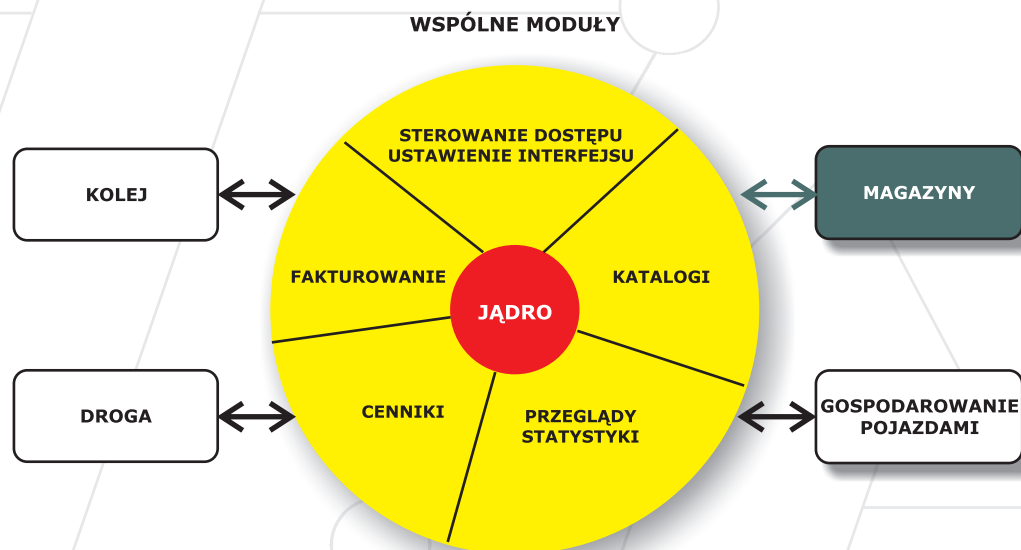 WSPÓLNE MODUŁY
STEROWANIE DOSTĘPU
USTAWIENIE INTERFEJSU
KOLEJ
MAGAZYNY
FAKTUROWANIE
KATALOGI
JĄDRO
DROGA
CENNIKI
PRZEGLĄDY
STATYSTYKI
GOSPODAROWANIE
POJAZDAMI